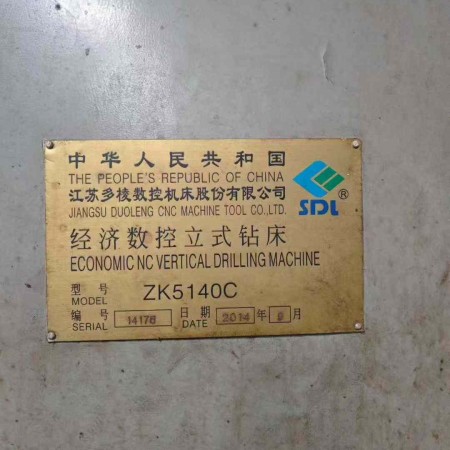 中华人民共和国
THE PEOPLE'S REPUBLIC OF CHINA
江苏多棱数控机床股份有限公司
JIANGSU DUOLENG CNC MACHINE TOOL CO.,LTD.
SDL ®
经济数控立式钻床
ECONOMIC NC VERTICAL DRILLING MACHINE
型号 MODEL ZK5140C
编号 SERIAL 14176 日期 DATE 2014 年 9 月